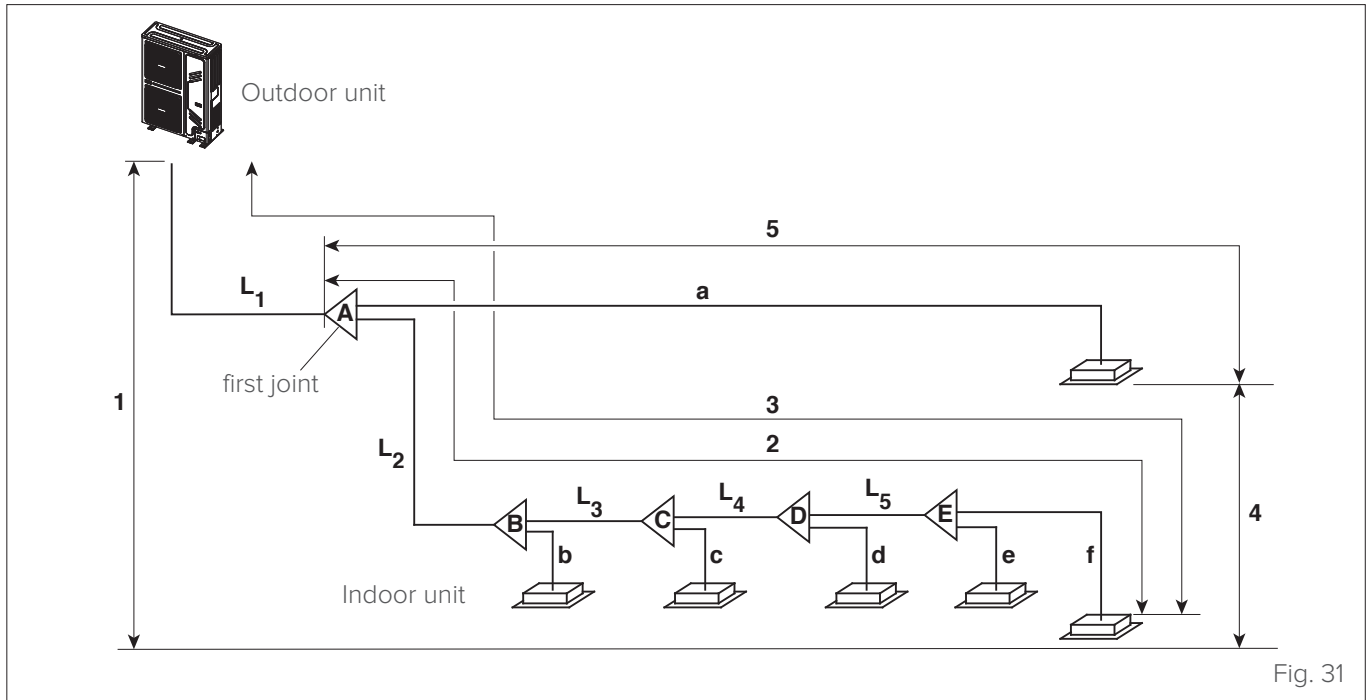 Outdoor unit
5
L1
A
a
first joint
1
3
2
L2
B
L3
C
L4
D
L5
E
4
b
c
d
e
f
Indoor unit
Fig. 31